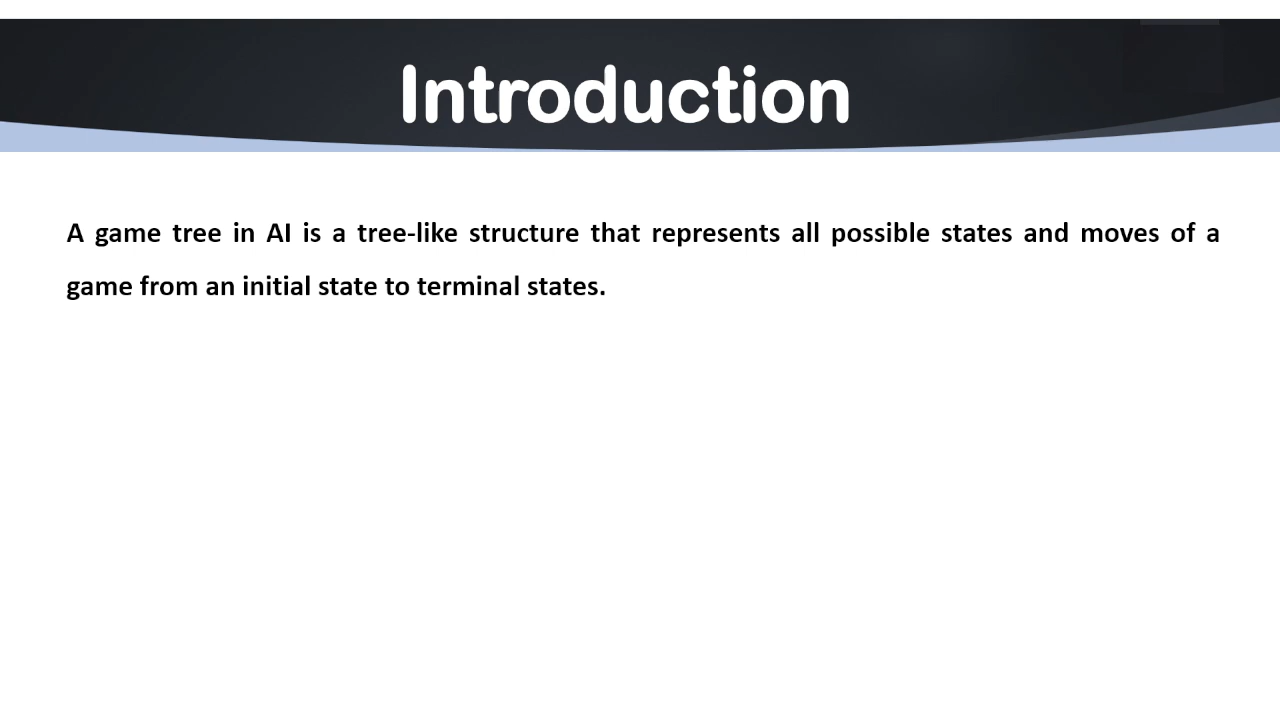 Introduction
A game tree in AI is a tree-like structure that represents all possible states and moves of a
game from an initial state to terminal states.